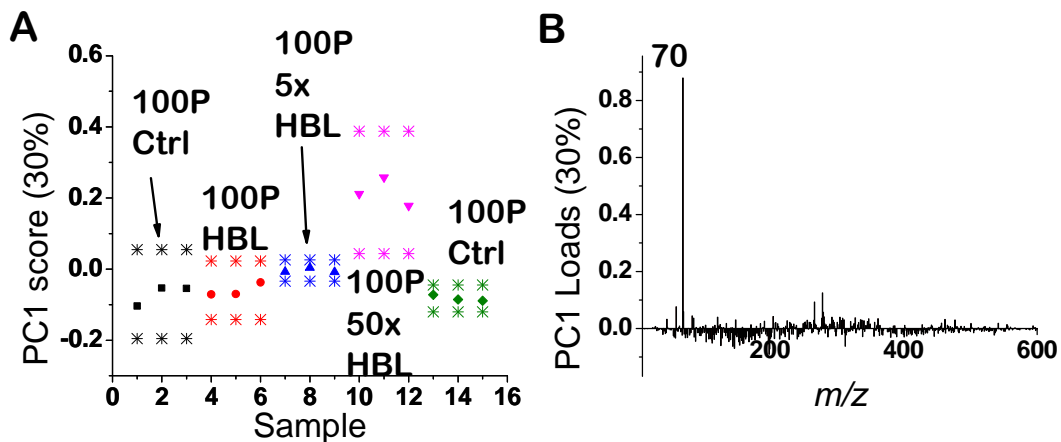 A
PC1 score (30%)
0.6
0.4
0.2
0.0
-0.2
100P
Ctrl
100P
HBL
100P
5x
HBL
100P
50x
HBL
100P
Ctrl
0 2 4 6 8 10 12 14 16
Sample
B
PC1 Loads (30%)
70
0.8
0.6
0.4
0.2
0.0
200 400 600
m/z